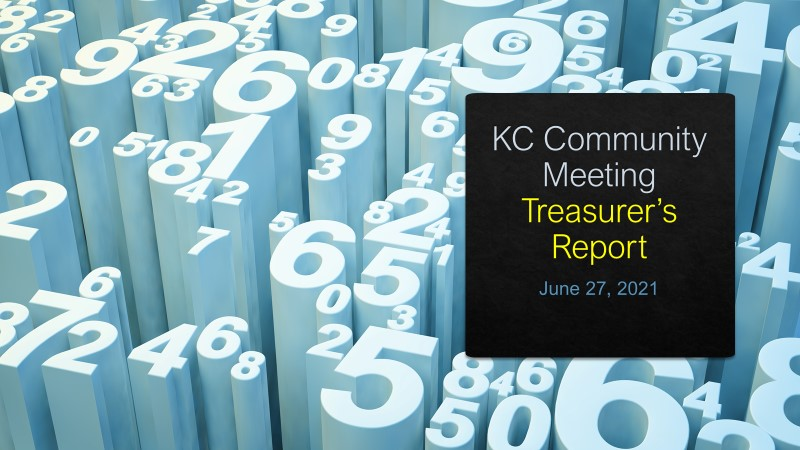 KC Community
Meeting
Treasurer's
Report
June 27, 2021